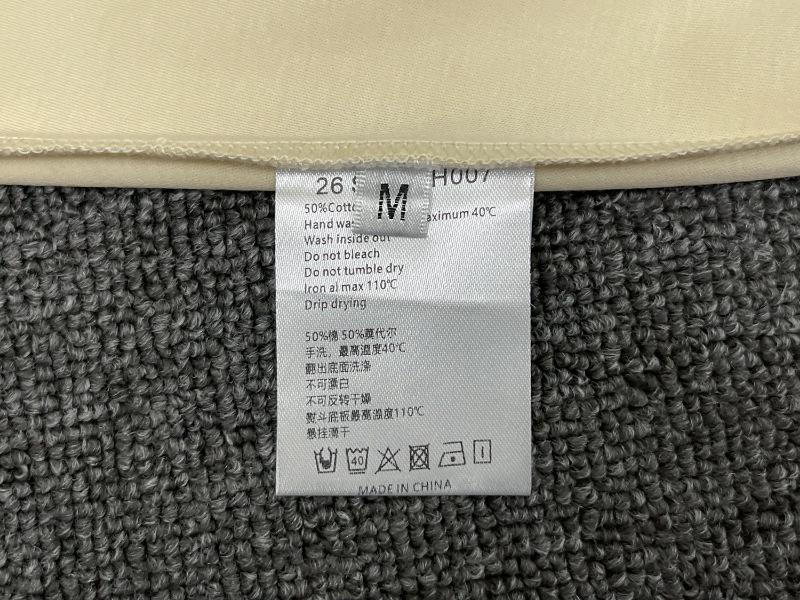 26 H007
M
50%Cotto
Hand was aximum 40℃
Wash inside out
Do not bleach
Do not tumble dry
Iron al max 110℃
Drip drying
50%棉 50%莫代尔
手洗，最高温度40℃
翻出底面洗涤
不可漂白
不可反转干燥
熨斗底板最高温度110℃
悬挂滴干
40
MADE IN CHINA